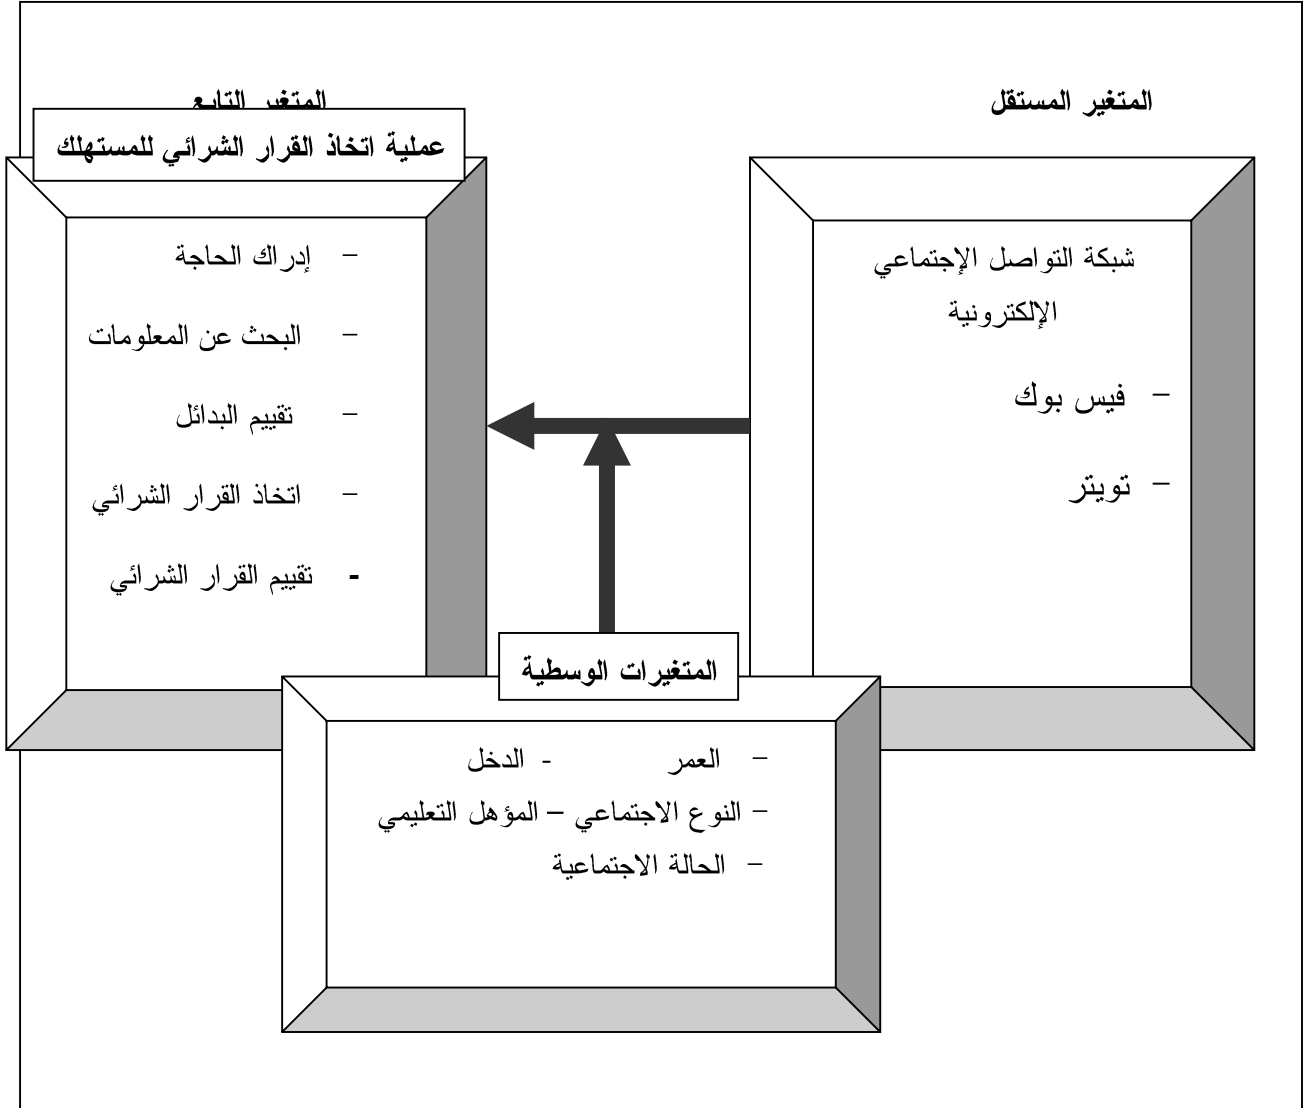 المتغير المستقل
المتغير التابع
عملية اتخاذ القرار الشرائي للمستهلك
شبكة التواصل الإجتماعي
الإلكترونية
– فيس بوك
– تويتر
– إدراك الحاجة
– البحث عن المعلومات
– تقييم البدائل
– اتخاذ القرار الشرائي
- تقييم القرار الشرائي
المتغيرات الوسطية
– العمر - الدخل
– النوع الاجتماعي – المؤهل التعليمي
– الحالة الاجتماعية